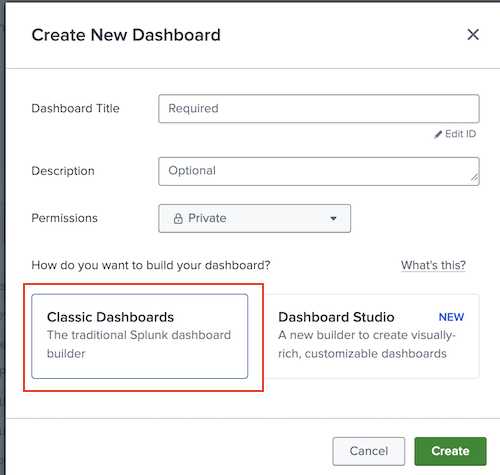 Create New Dashboard
Dashboard Title
Required
Edit ID
Description
Optional
Permissions
Private
How do you want to build your dashboard?
What's this?
Classic Dashboards
The traditional Splunk dashboard
builder
Dashboard Studio
NEW
A new builder to create visually-
rich, customizable dashboards
Cancel
Create